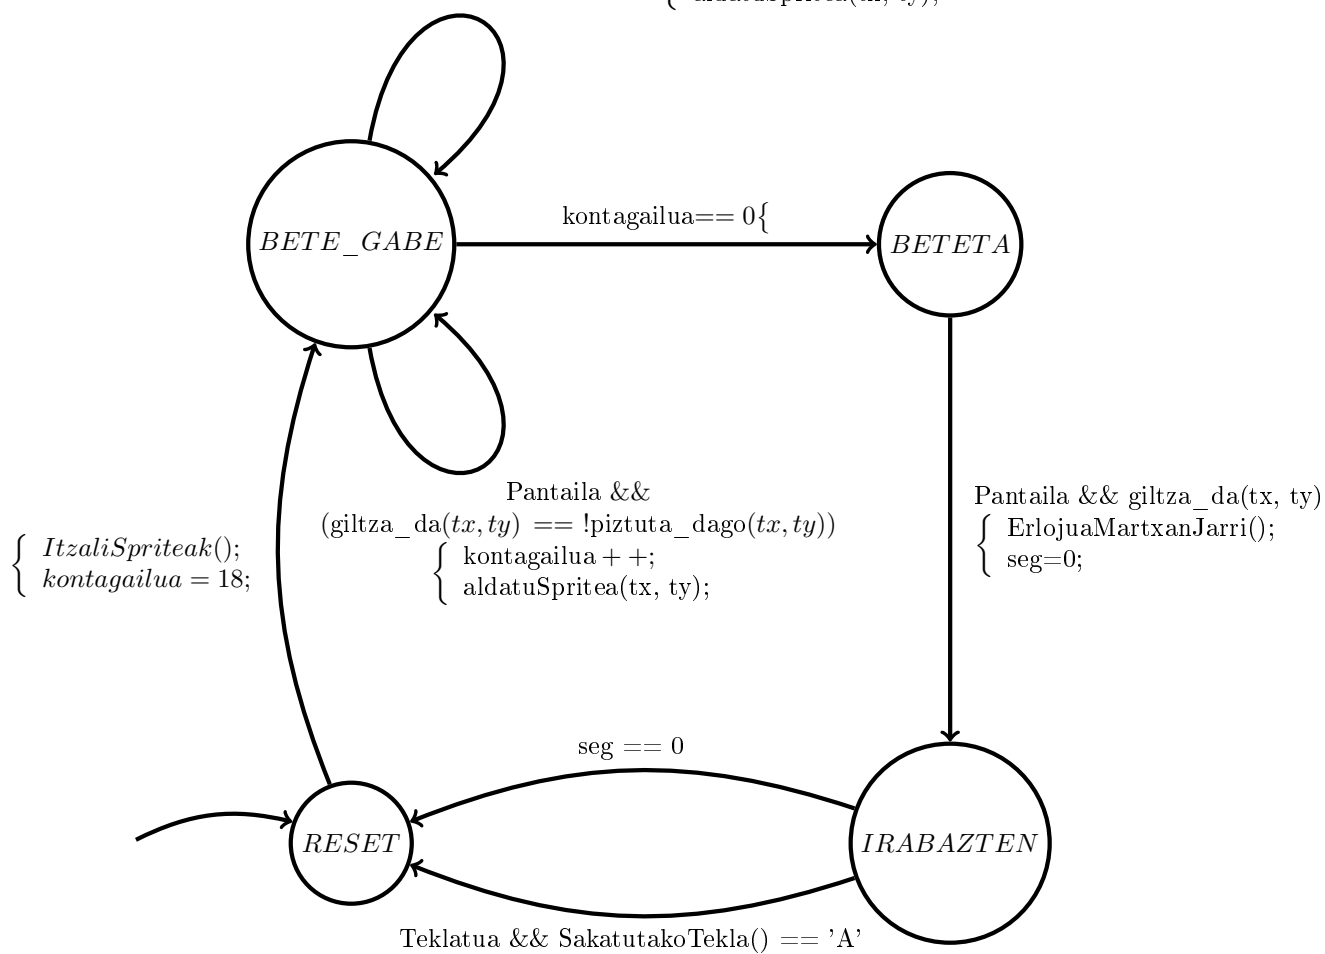 BETE_GABE
kontagailua== 0{
BETETA
Pantaila &&
(giltza_da(tx, ty) == !piztuta_dago(tx, ty))
{ kontagailua + +;
aldatuSpritea(tx, ty);
Pantaila && giltza_da(tx, ty)
{ ErlojuaMartxanJarri();
seg=0;
{ ItzaliSpriteak();
kontagailua = 18;
seg == 0
RESET
IRABAZTEN
Teklatua && SakatutakoTekla() == 'A'